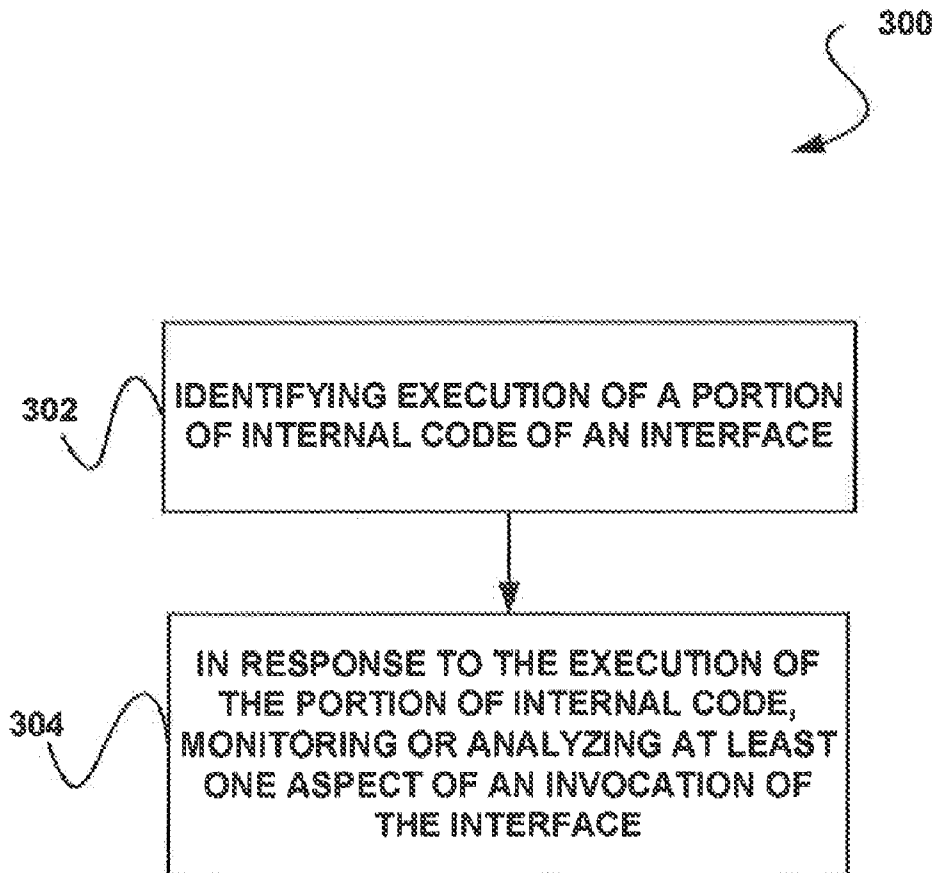 300
302
IDENTIFYING EXECUTION OF A PORTION
OF INTERNAL CODE OF AN INTERFACE
304
IN RESPONSE TO THE EXECUTION OF
THE PORTION OF INTERNAL CODE,
MONITORING OR ANALYZING AT LEAST
ONE ASPECT OF AN INVOCATION OF
THE INTERFACE